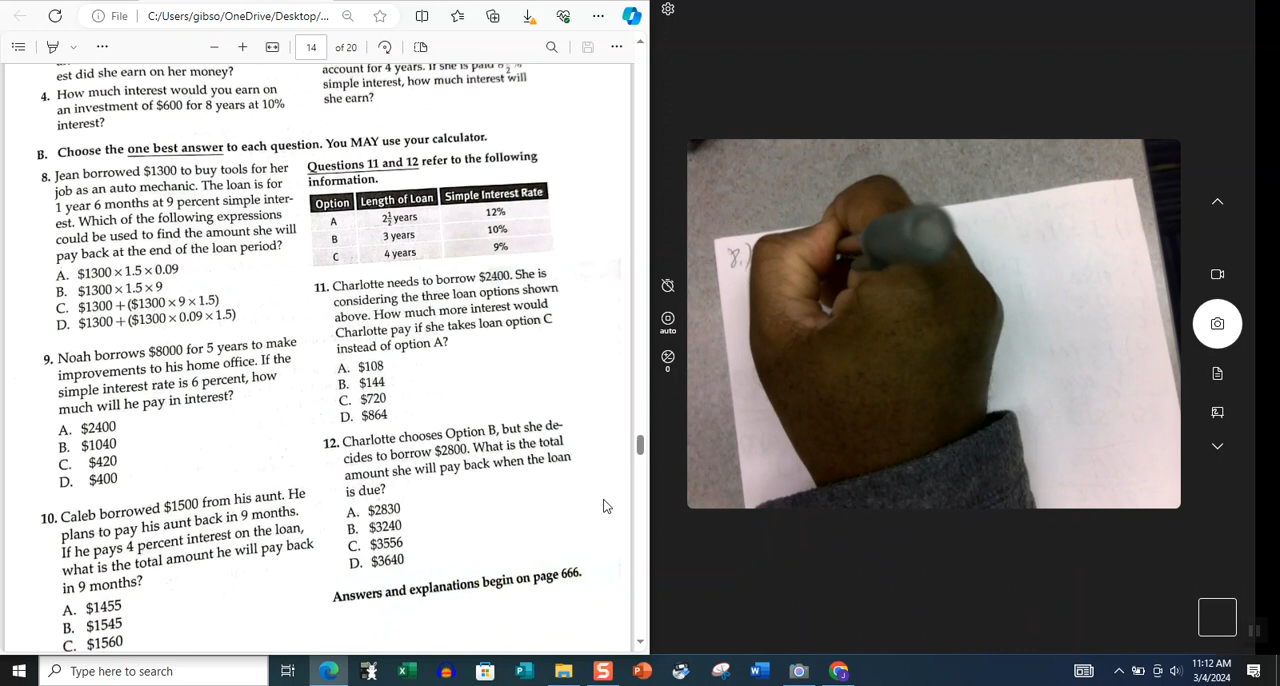 File C:/Users/gibso/OneDrive/Desktop/...
14 of 20
est did she earn on her money?
4. How much interest would you earn on
an investment of $600 for 8 years at 10%
interest?
account for 4 years. If she is paid 6 1/2 %
simple interest, how much interest will
she earn?
B. Choose the one best answer to each question. You MAY use your calculator.
8. Jean borrowed $1300 to buy tools for her
job as an auto mechanic. The loan is for
1 year 6 months at 9 percent simple inter-
est. Which of the following expressions
could be used to find the amount she will
pay back at the end of the loan period?
A. $1300 × 1.5 × 0.09
B. $1300 × 1.5 × 9
C. $1300 + ($1300 × 9 × 1.5)
D. $1300 + ($1300 × 0.09 × 1.5)
9. Noah borrows $8000 for 5 years to make
improvements to his home office. If the
simple interest rate is 6 percent, how
much will he pay in interest?
A. $2400
B. $1040
C. $420
D. $400
10. Caleb borrowed $1500 from his aunt. He
plans to pay his aunt back in 9 months.
If he pays 4 percent interest on the loan,
what is the total amount he will pay back
in 9 months?
A. $1455
B. $1545
C. $1560
Questions 11 and 12 refer to the following
information.
Option Length of Loan Simple Interest Rate
A 2½ years 12%
B 3 years 10%
C 4 years 9%
11. Charlotte needs to borrow $2400. She is
considering the three loan options shown
above. How much more interest would
Charlotte pay if she takes loan option C
instead of option A?
A. $108
B. $144
C. $720
D. $864
12. Charlotte chooses Option B, but she de-
cides to borrow $2800. What is the total
amount she will pay back when the loan
is due?
A. $2830
B. $3240
C. $3556
D. $3640
Answers and explanations begin on page 666.
8.)
auto
0
Type here to search
11:12 AM
3/4/2024